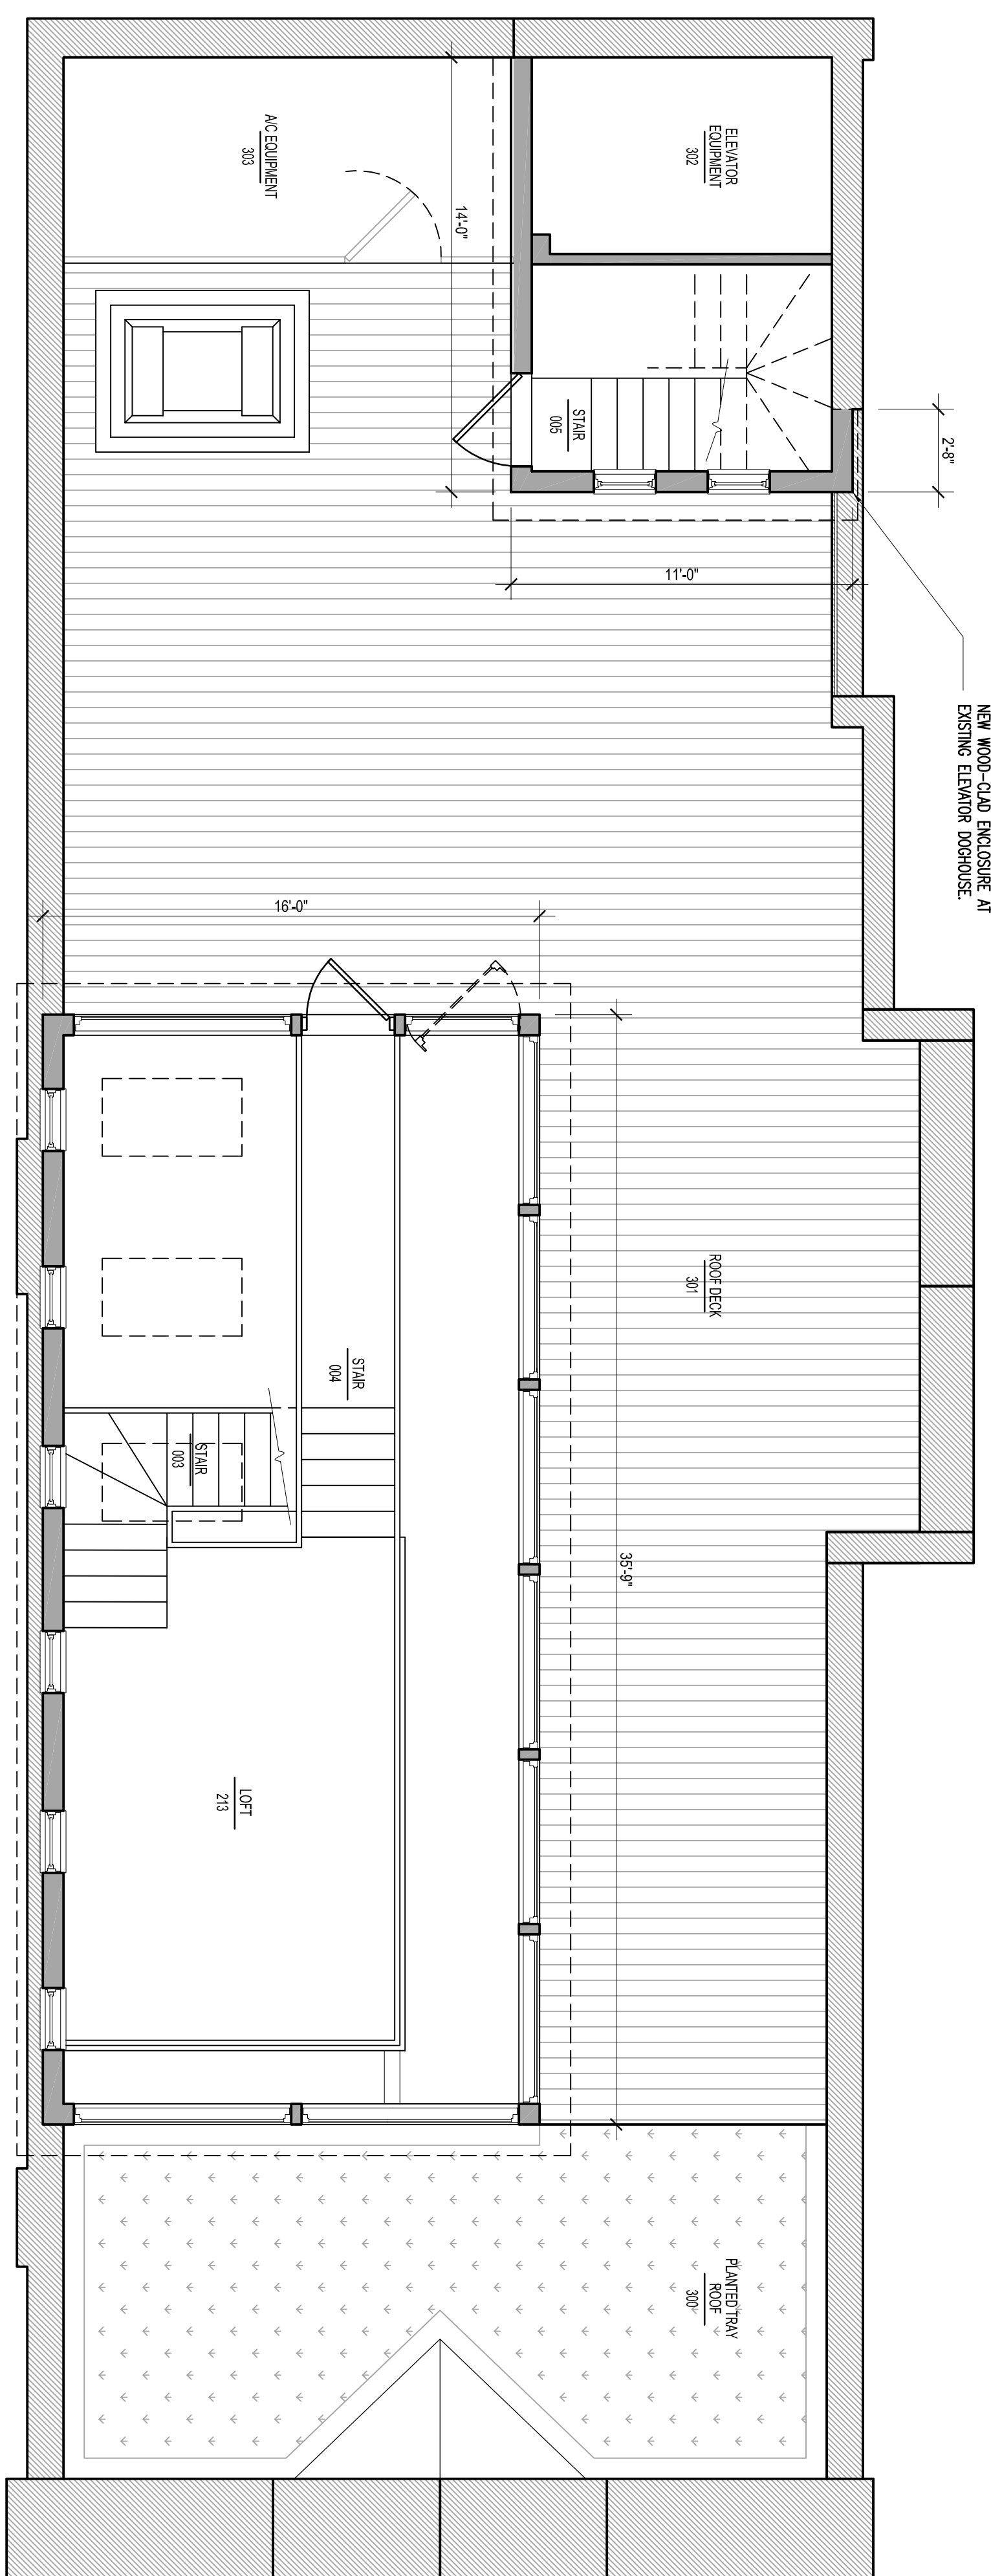 A/C EQUIPMENT
303
ELEVATOR
EQUIPMENT
302
14'-0"
STAIR
005
2'-8"
11'-0"
NEW WOOD-CLAD ENCLOSURE AT
EXISTING ELEVATOR DOGHOUSE.
16'-0"
ROOF DECK
301
STAIR
004
STAIR
003
35'-9"
LOFT
213
PLANTED TRAY
ROOF
300